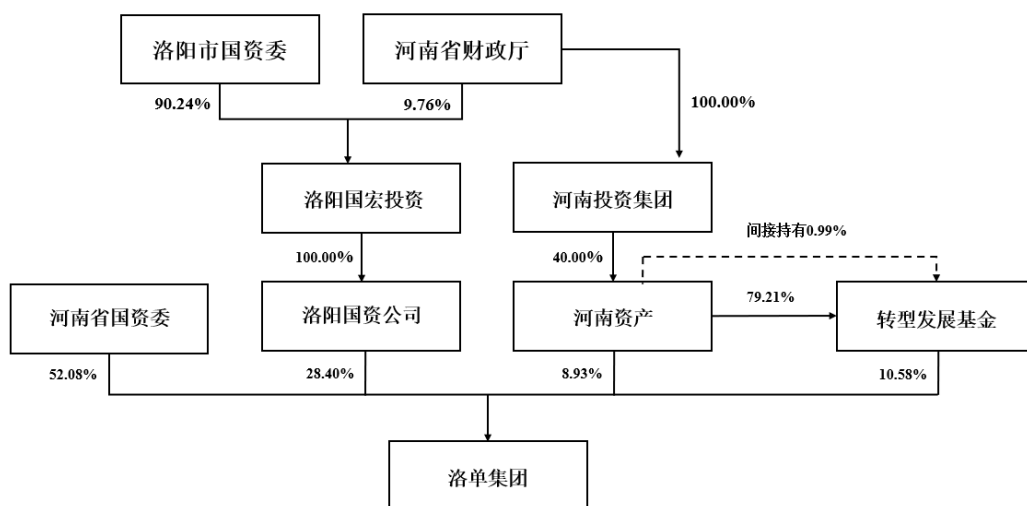 洛阳市国资委
河南省财政厅
90.24%
9.76%
100.00%
洛阳国宏投资
河南投资集团
间接持有0.99%
100.00%
40.00%
河南省国资委
洛阳国资公司
河南资产
79.21%
转型发展基金
52.08%
28.40%
8.93%
10.58%
洛单集团